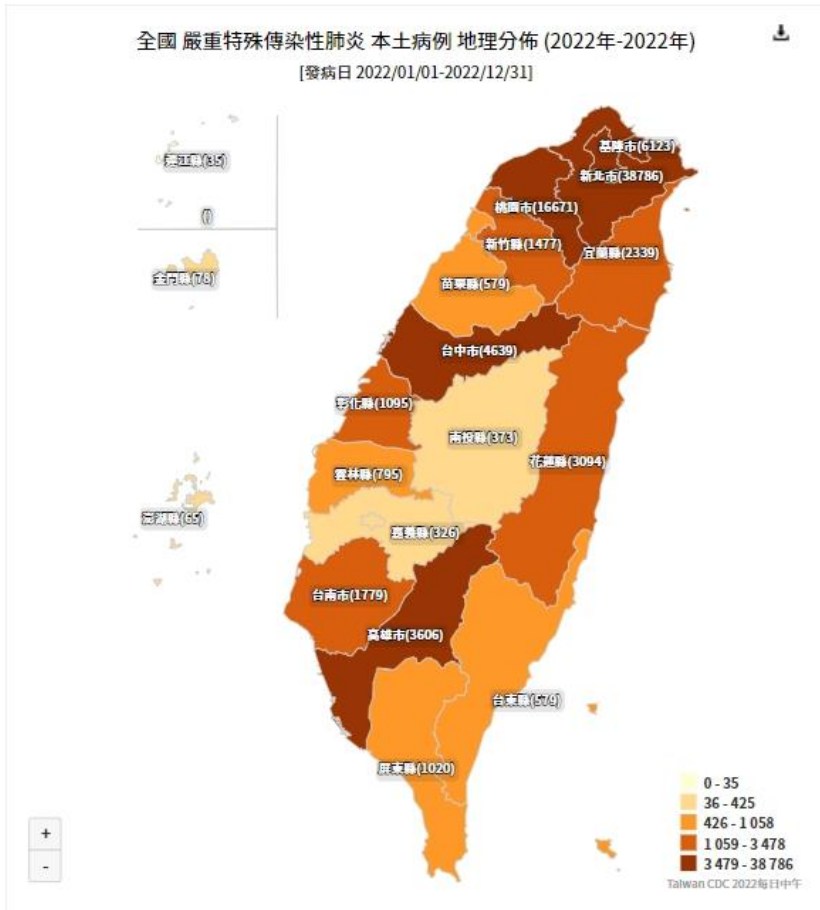 全國 嚴重特殊傳染性肺炎 本土病例 地理分佈 (2022年-2022年)
[發病日 2022/01/01-2022/12/31]
基隆市(6123)
連江縣(35)
新北市(38786)
桃園市(16671)
()
新竹縣(1477)
宜蘭縣(2339)
金門縣(78)
苗栗縣(579)
台中市(4639)
彰化縣(1095)
南投縣(373)
花蓮縣(3094)
雲林縣(795)
澎湖縣(65)
嘉義縣(326)
台南市(1779)
高雄市(3606)
台東縣(579)
屏東縣(1020)
0 - 35
36 - 425
426 - 1 058
1 059 - 3 478
3 479 - 38 786
+
-
Taiwan CDC 2022每日中午